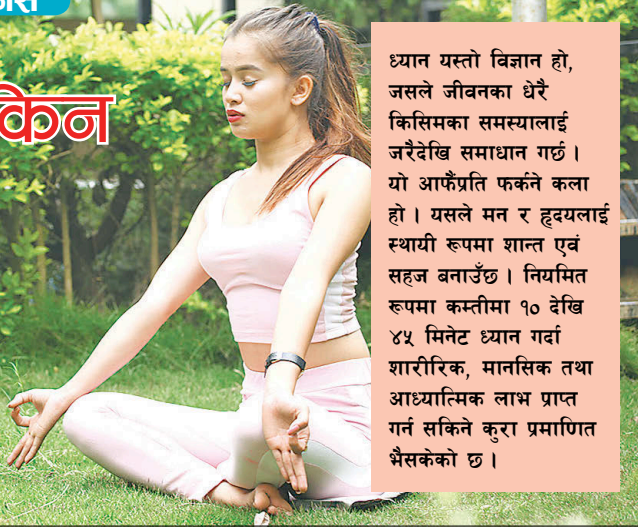 किन
ध्यान यस्तो विज्ञान हो,
जसले जीवनका धेरै
किसिमका समस्यालाई
जरैदेखि समाधान गर्छ ।
यो आफैंप्रति फर्कने कला
हो । यसले मन र हृदयलाई
स्थायी रूपमा शान्त एवं
सहज बनाउँछ । नियमित
रूपमा कम्तीमा १० देखि
४५ मिनेट ध्यान गर्दा
शारीरिक, मानसिक तथा
आध्यात्मिक लाभ प्राप्त
गर्न सकिने कुरा प्रमाणित
भैसकेको छ ।